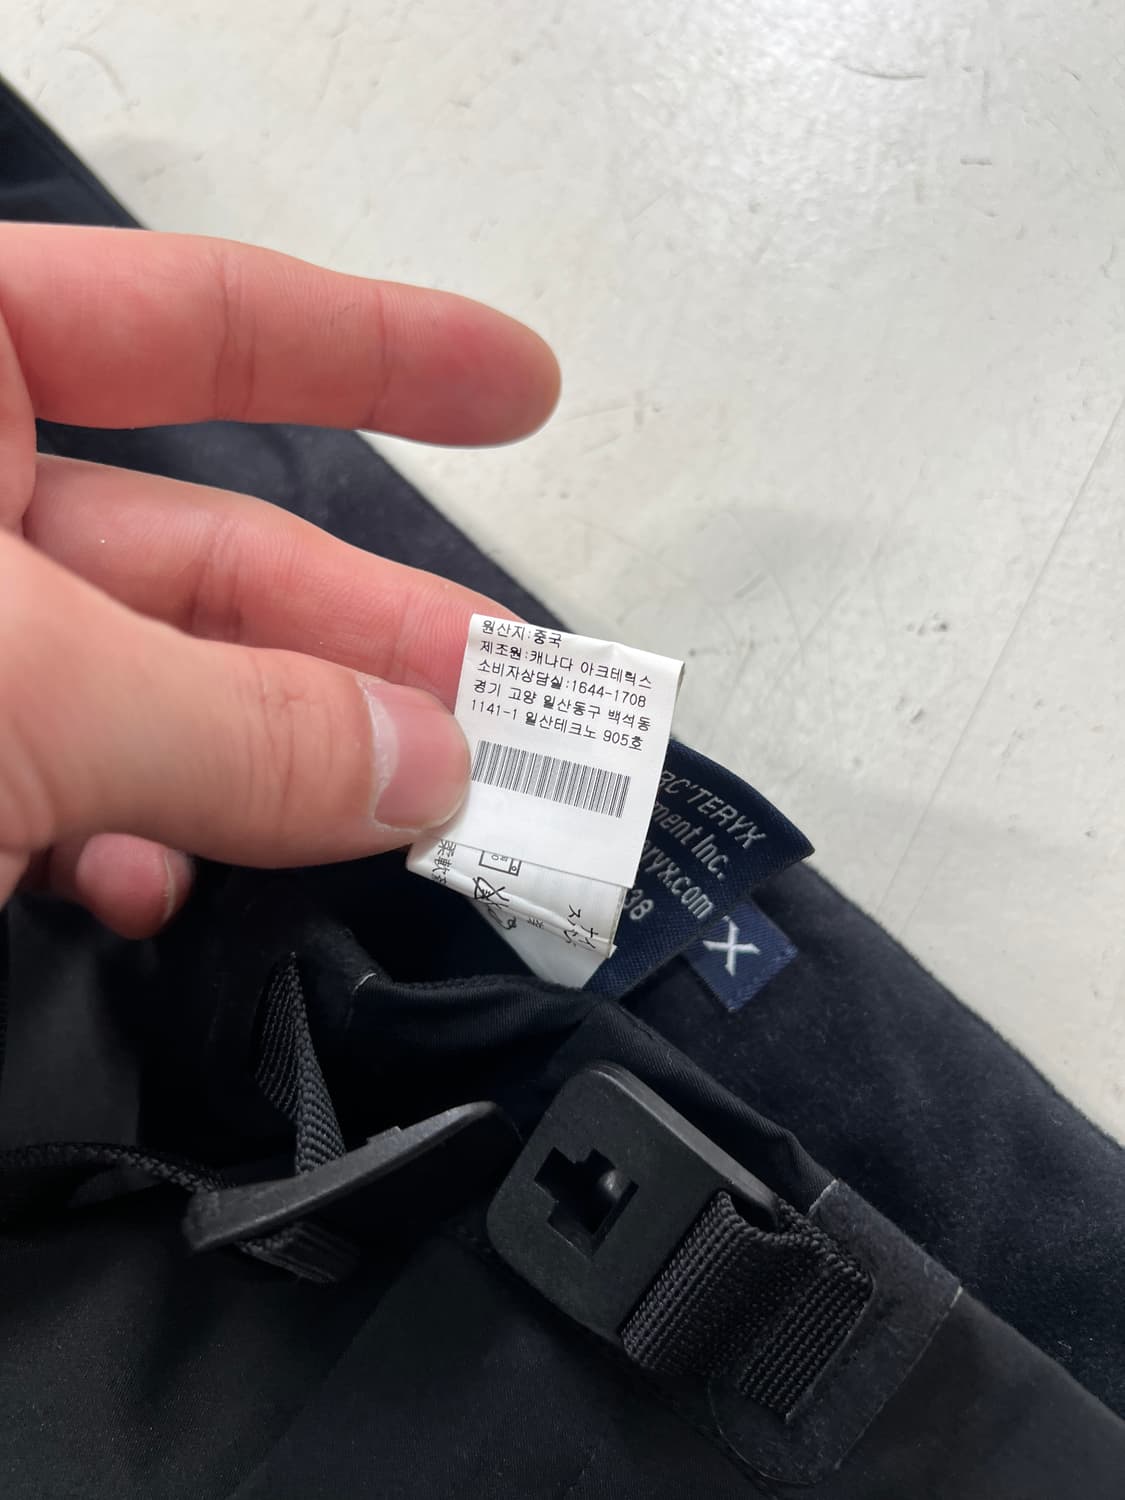 원산지:중국
제조원:캐나다 아크테릭스
소비자상담실:1644-1708
경기 고양 일산동구 백석동
1141-1 일산테크노 905호
RC'TERYX
ment Inc.
eryx.com
38
X